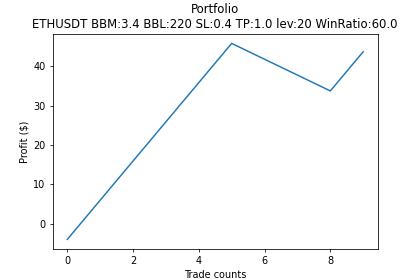 Portfolio
ETHUSDT BBM:3.4 BBL:220 SL:0.4 TP:1.0 lev:20 WinRatio:60.0
40
30
20
10
0
Profit ($)
0 2 4 6 8
Trade counts